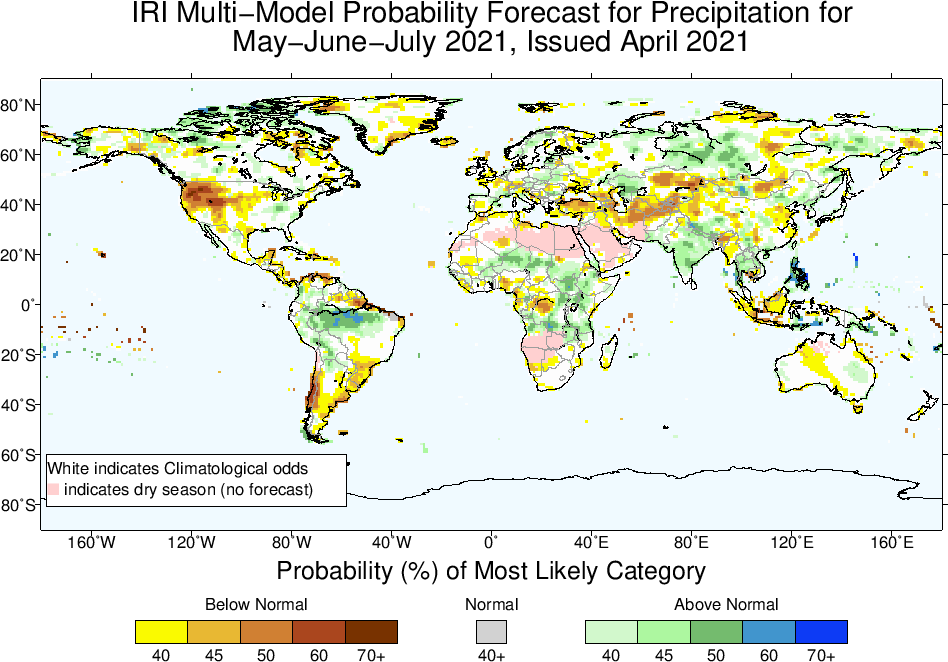 IRI Multi−Model Probability Forecast for Precipitation for
May−June−July 2021, Issued April 2021
80˚N
60˚N
40˚N
20˚N
0˚
20˚S
40˚S
60˚S
80˚S
White indicates Climatological odds
indicates dry season (no forecast)
160˚W 120˚W 80˚W 40˚W 0˚ 40˚E 80˚E 120˚E 160˚E
Probability (%) of Most Likely Category
Below Normal Normal Above Normal
40 45 50 60 70+ 40+ 40 45 50 60 70+